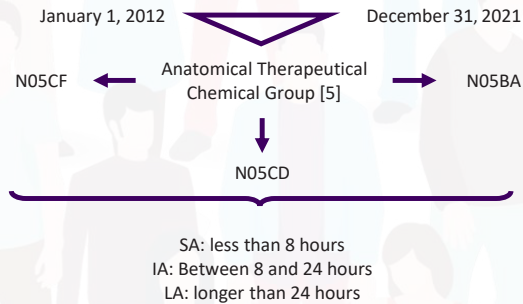 January 1, 2012
December 31, 2021
N05CF
Anatomical Therapeutical
Chemical Group [5]
N05BA
N05CD
SA: less than 8 hours
IA: Between 8 and 24 hours
LA: longer than 24 hours